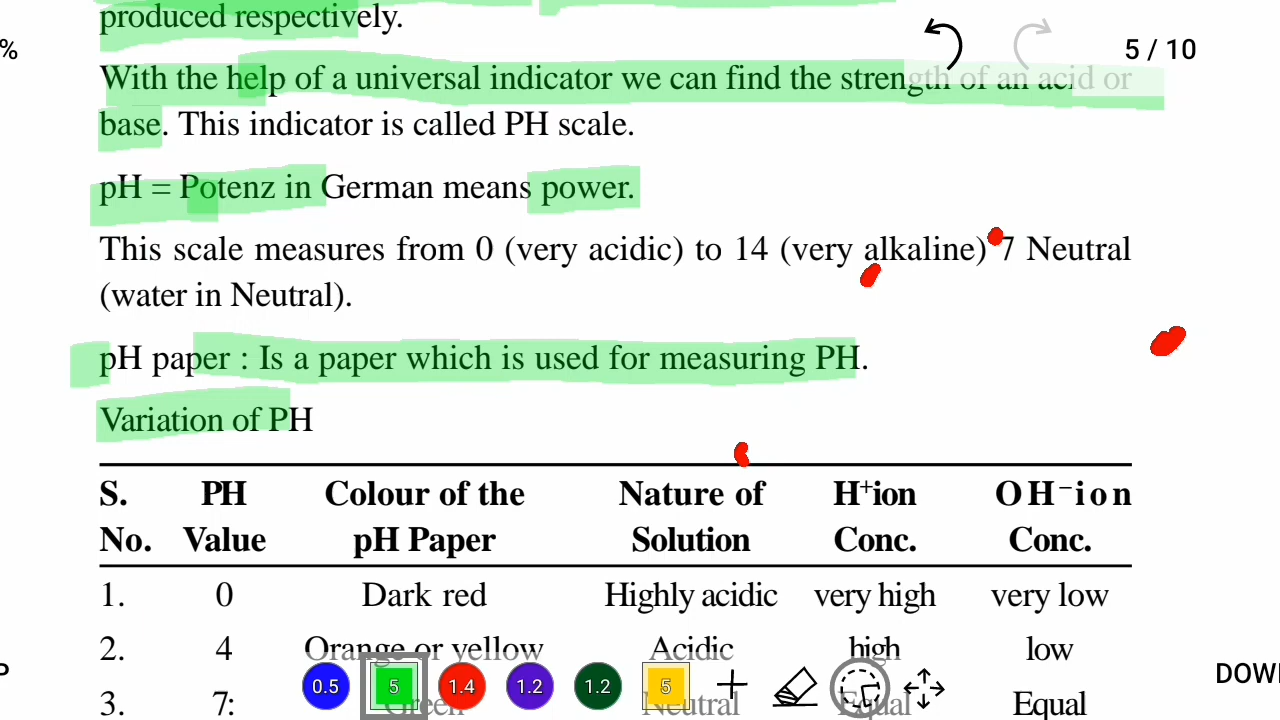 produced respectively.
%
5 / 10
With the help of a universal indicator we can find the strength of an acid or
base. This indicator is called PH scale.
pH = Potenz in German means power.
This scale measures from 0 (very acidic) to 14 (very alkaline) 7 Neutral
(water in Neutral).
pH paper : Is a paper which is used for measuring PH.
Variation of PH
S. PH Colour of the Nature of H⁺ion OH⁻ion
No. Value pH Paper Solution Conc. Conc.
1. 0 Dark red Highly acidic very high very low
2. 4 Orange or yellow Acidic high low
3. 7: Green Neutral Equal Equal
0.5 5 1.4 1.2 1.2 5